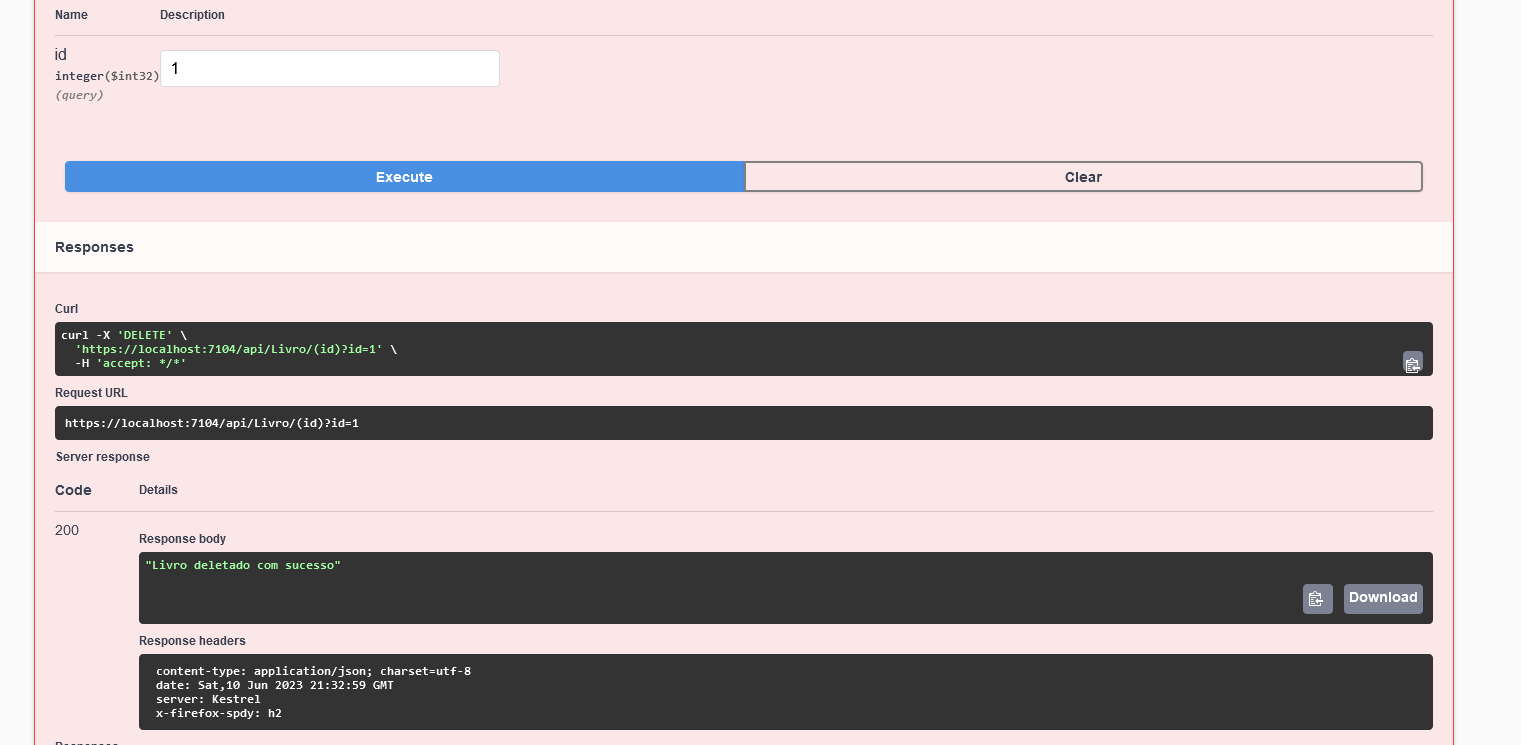 Name Description
id
integer($int32)
(query)
1
Execute Clear
Responses
Curl
curl -X 'DELETE' \
'https://localhost:7104/api/Livro/(id)?id=1' \
-H 'accept: */*'
Request URL
https://localhost:7104/api/Livro/(id)?id=1
Server response
Code Details
200
Response body
"Livro deletado com sucesso"
Download
Response headers
content-type: application/json; charset=utf-8
date: Sat,10 Jun 2023 21:32:59 GMT
server: Kestrel
x-firefox-spdy: h2